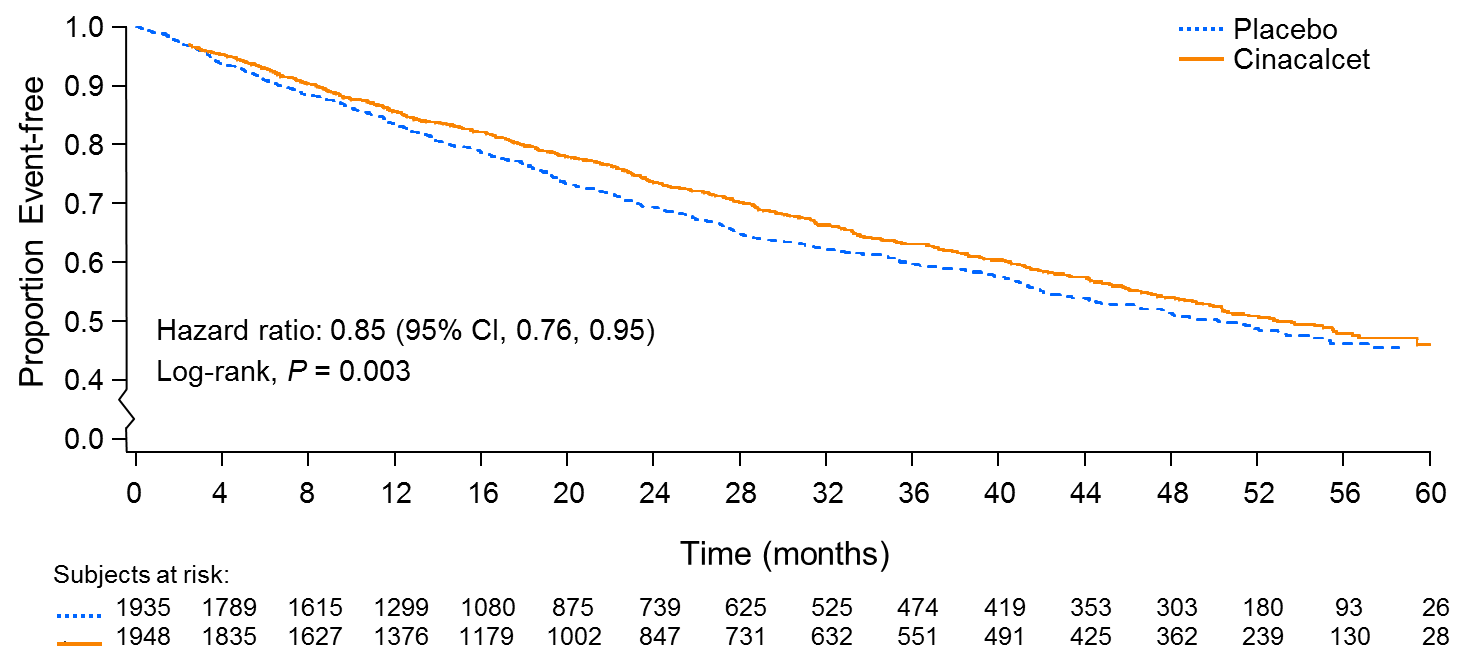 1.0
0.9
0.8
0.7
0.6
0.5
0.4
0.0
Proportion Event-free
Placebo
Cinacalcet
Hazard ratio: 0.85 (95% CI, 0.76, 0.95)
Log-rank, P = 0.003
0 4 8 12 16 20 24 28 32 36 40 44 48 52 56 60
Time (months)
Subjects at risk:
1935 1789 1615 1299 1080 875 739 625 525 474 419 353 303 180 93 26
1948 1835 1627 1376 1179 1002 847 731 632 551 491 425 362 239 130 28